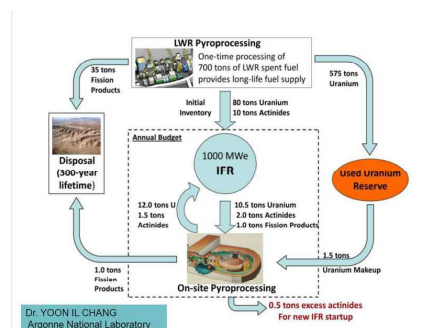 LWR Pyroprocessing
One-time processing of
700 tons of LWR spent fuel
provides long-life fuel supply
35 tons
Fission
Products
575 tons
Uranium
Initial
Inventory
80 tons Uranium
10 tons Actinides
Annual Budget
1000 MWe
IFR
Disposal
(300-year
lifetime)
Used Uranium
Reserve
12.0 tons U
1.5 tons
Actinides
10.5 tons Uranium
2.0 tons Actinides
1.0 tons Fission Products
1.0 tons
Fission
Products
1.5 tons
Uranium Makeup
On-site Pyroprocessing
0.5 tons excess actinides
For new IFR startup
Dr. YOON IL CHANG
Argonne National Laboratory